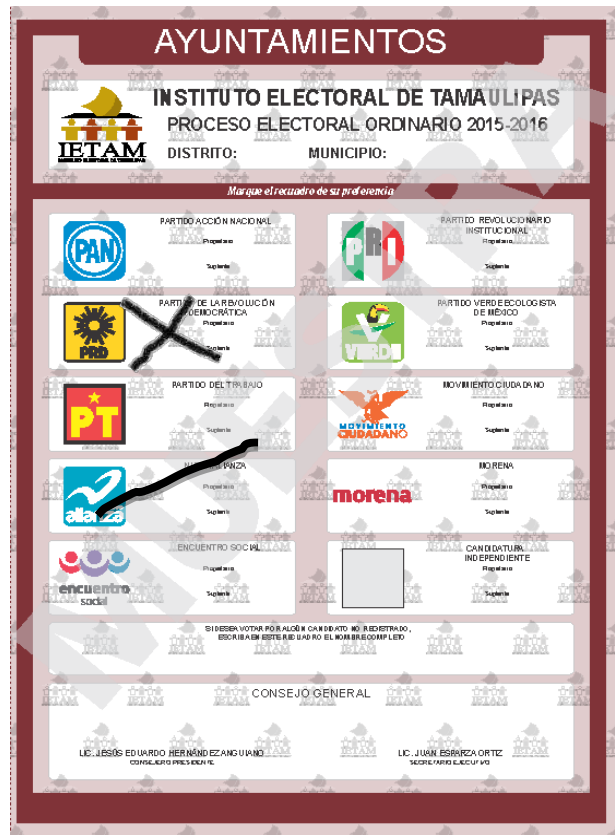 AYUNTAMIENTOS
INSTITUTO ELECTORAL DE TAMAULIPAS
PROCESO ELECTORAL ORDINARIO 2015-2016
IETAM
DISTRITO: MUNICIPIO:
Marque el recuadro de su preferencia
PAN
PARTIDO ACCIÓN NACIONAL
Propietario
Suplente
PRI
PARTIDO REVOLUCIONARIO
INSTITUCIONAL
Propietario
Suplente
PRD
PARTIDO DE LA REVOLUCIÓN
DEMOCRÁTICA
Propietario
Suplente
VERDE
PARTIDO VERDE ECOLOGISTA
DE MÉXICO
Propietario
Suplente
PT
PARTIDO DEL TRABAJO
Propietario
Suplente
MOVIMIENTO
CIUDADANO
MOVIMIENTO CIUDADANO
Propietario
Suplente
alianza
ALIANZA
Suplente
morena
MORENA
Propietario
Suplente
encuentro
social
ENCUENTRO SOCIAL
Propietario
Suplente
CANDIDATURA
INDEPENDIENTE
Propietario
Suplente
SI DESEA VOTAR POR ALGÚN CANDIDATO NO REGISTRADO,
ESCRIBA EN ESTE RECUADRO EL NOMBRE COMPLETO
CONSEJO GENERAL
LIC. JESÚS EDUARDO HERNÁNDEZ ANGUIANO
CONSEJERO PRESIDENTE
LIC. JUAN ESPARZA ORTIZ
SECRETARIO EJECUTIVO
MUESTRA